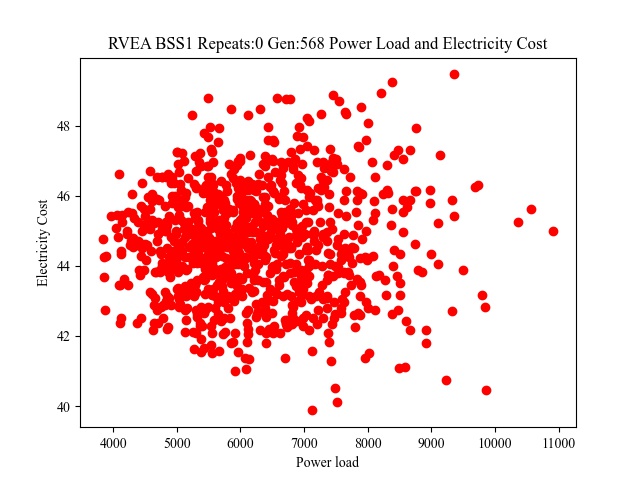 RVEA BSS1 Repeats:0 Gen:568 Power Load and Electricity Cost
48
46
44
42
40
Electricity Cost
4000 5000 6000 7000 8000 9000 10000 11000
Power load